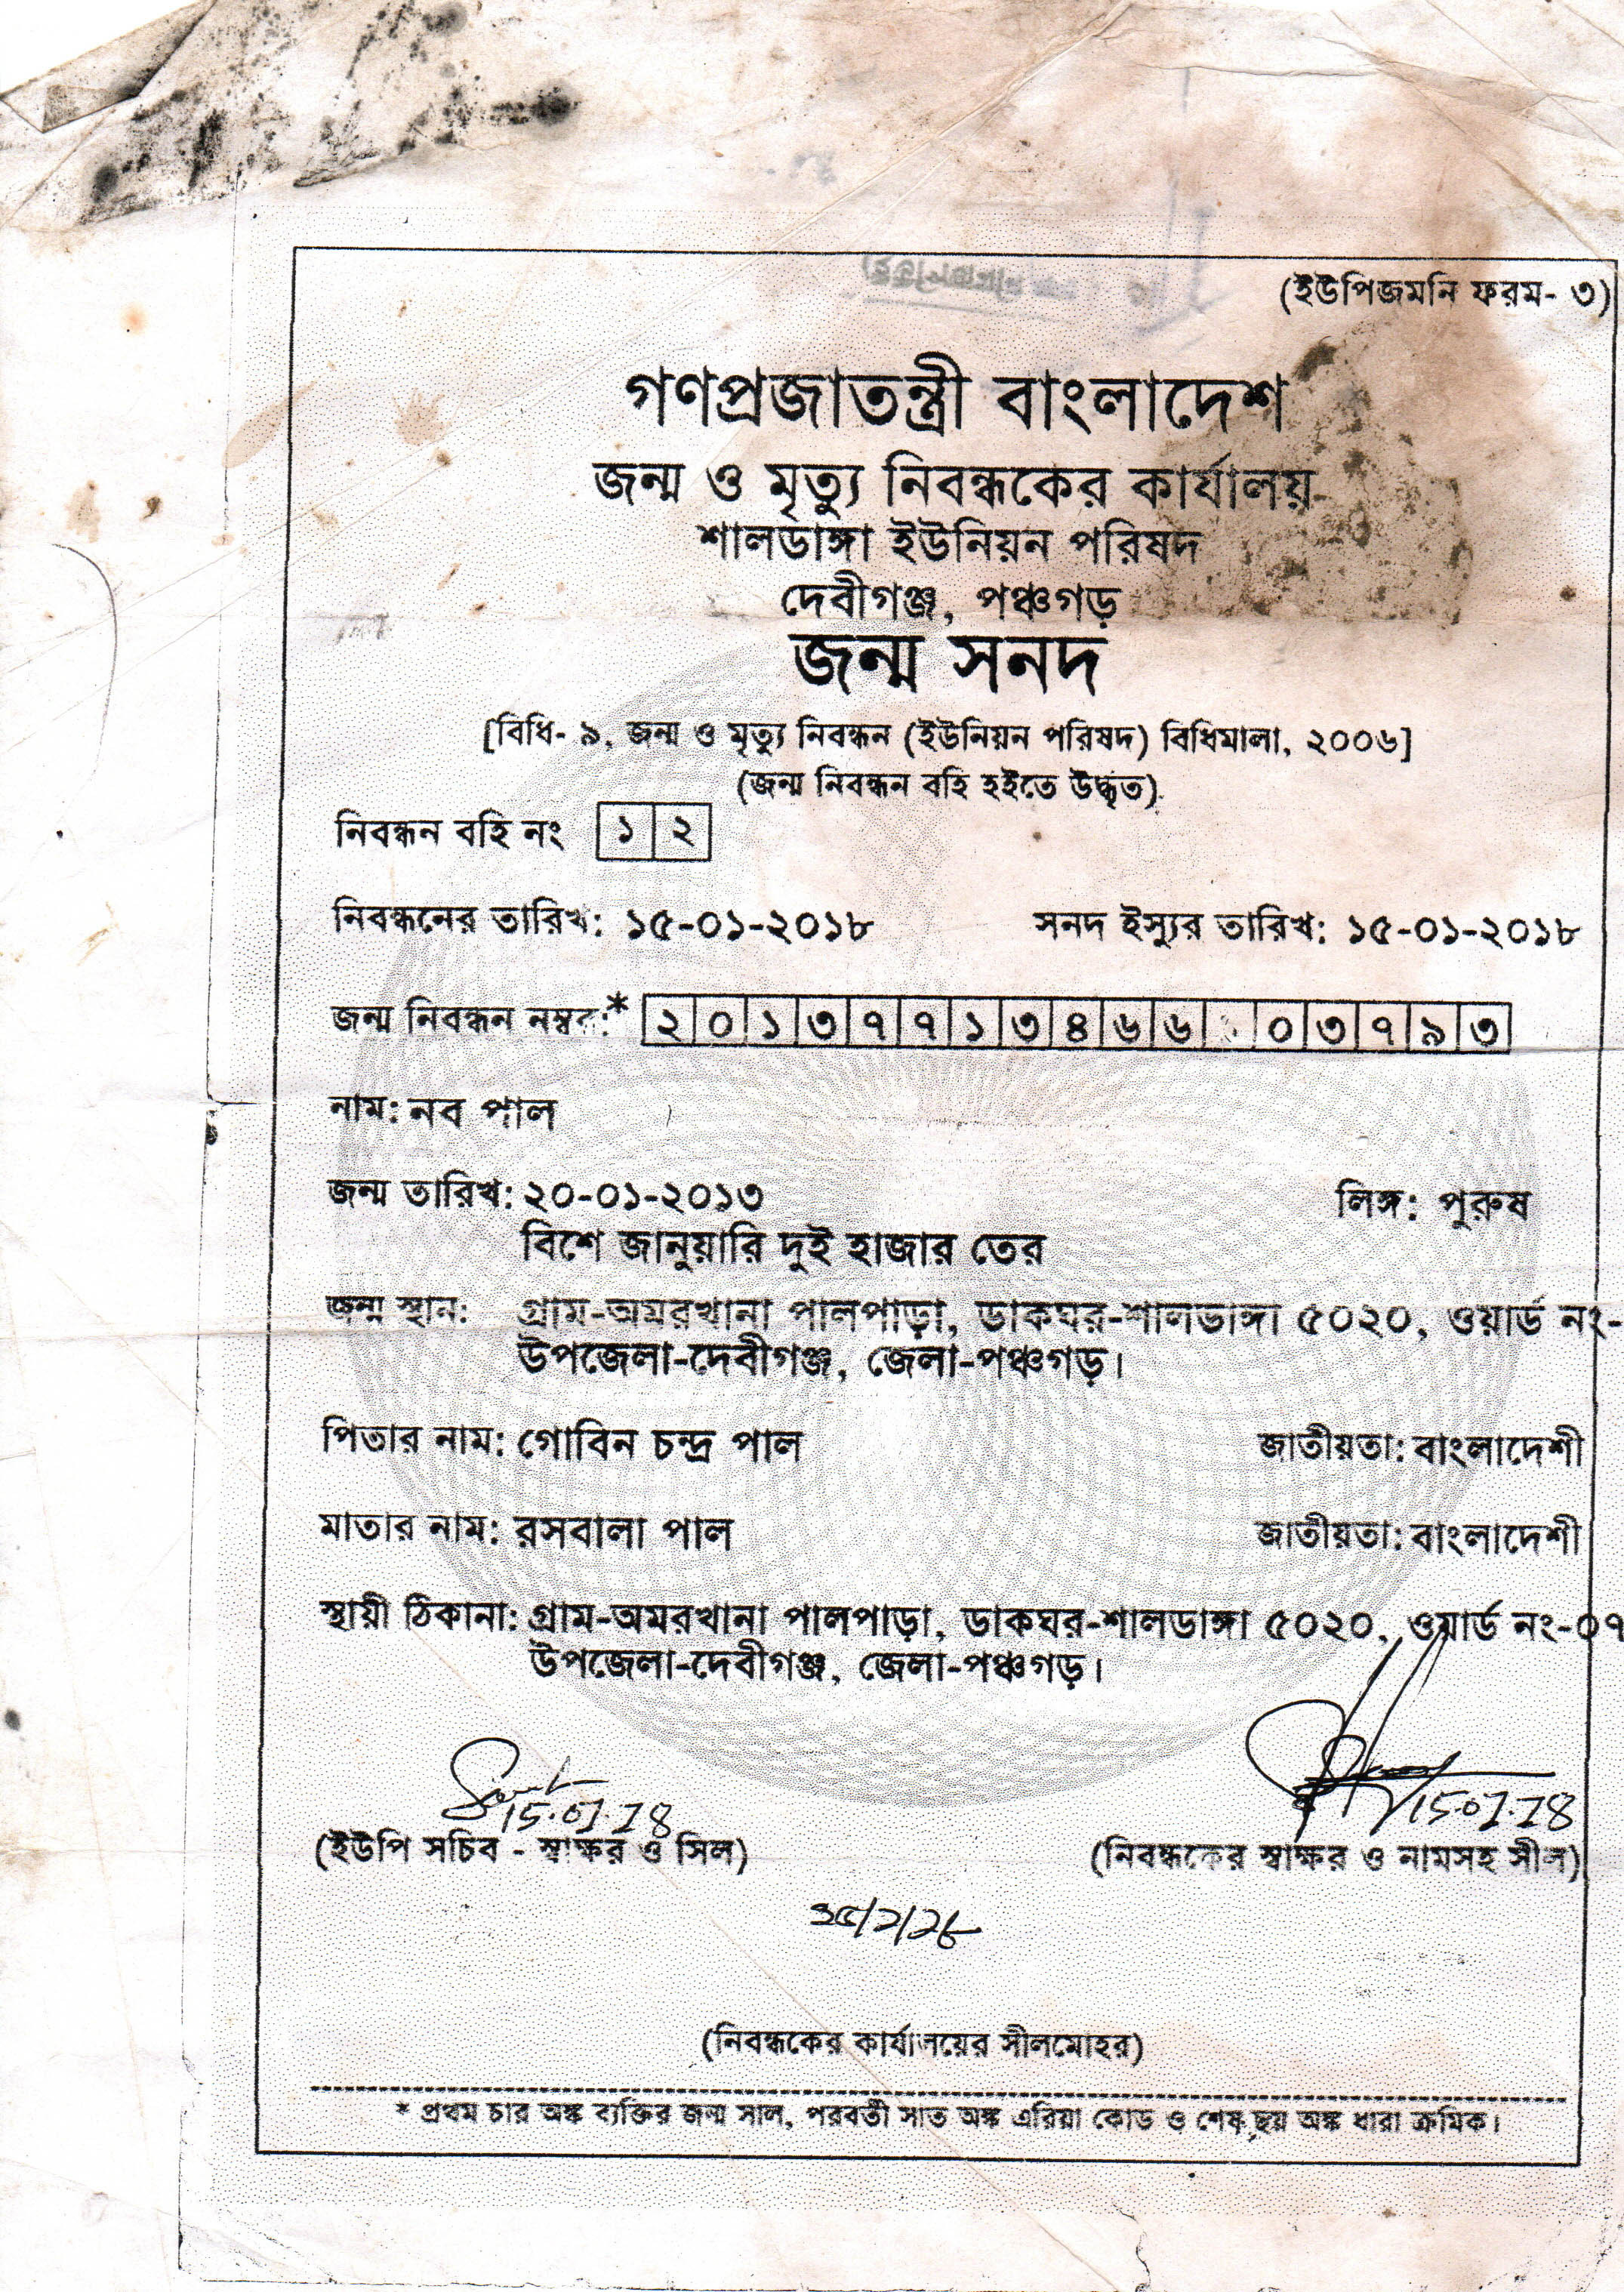 (ইউপিজমনি ফরম- ৩)
গণপ্রজাতন্ত্রী বাংলাদেশ
জন্ম ও মৃত্যু নিবন্ধকের কার্যালয়
শালডাঙ্গা ইউনিয়ন পরিষদ
দেবীগঞ্জ, পঞ্চগড়
জন্ম সনদ
[বিধি- ৯, জন্ম ও মৃত্যু নিবন্ধন (ইউনিয়ন পরিষদ) বিধিমালা, ২০০৬]
(জন্ম নিবন্ধন বহি হইতে উদ্ধৃত)
নিবন্ধন বহি নং ১ ২
নিবন্ধনের তারিখ: ১৫-০১-২০১৮ সনদ ইস্যুর তারিখ: ১৫-০১-২০১৮
জন্ম নিবন্ধন নম্বর:* ২ ০ ১ ৩ ৭ ৭ ১ ৩ ৪ ৬ ৬ ০ ৩ ৭ ৯ ৩
নাম: নব পাল
জন্ম তারিখ: ২০-০১-২০১৩ লিঙ্গ: পুরুষ
বিশে জানুয়ারি দুই হাজার তের
জন্ম স্থান: গ্রাম-অমরখানা পালপাড়া, ডাকঘর-শালডাঙ্গা ৫০২০, ওয়ার্ড নং-
উপজেলা-দেবীগঞ্জ, জেলা-পঞ্চগড়।
পিতার নাম: গোবিন চন্দ্র পাল জাতীয়তা: বাংলাদেশী
মাতার নাম: রসবালা পাল জাতীয়তা: বাংলাদেশী
স্থায়ী ঠিকানা: গ্রাম-অমরখানা পালপাড়া, ডাকঘর-শালডাঙ্গা ৫০২০, ওয়ার্ড নং-০৭
উপজেলা-দেবীগঞ্জ, জেলা-পঞ্চগড়।
15.01.18 15.01.18
(ইউপি সচিব - স্বাক্ষর ও সিল) (নিবন্ধকের স্বাক্ষর ও নামসহ সীল)
(নিবন্ধকের কার্যালয়ের সীলমোহর)
* প্রথম চার অঙ্ক ব্যক্তির জন্ম সাল, পরবর্তী সাত অঙ্ক এরিয়া কোড ও শেষ ছয় অঙ্ক ধারা ক্রমিক।